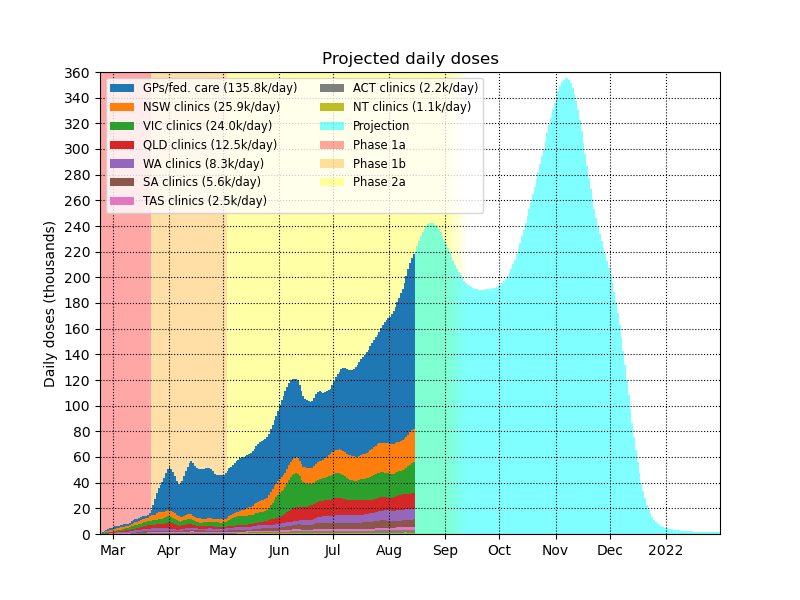 Projected daily doses
Daily doses (thousands)
360
340
320
300
280
260
240
220
200
180
160
140
120
100
80
60
40
20
0
GPs/fed. care (135.8k/day)
NSW clinics (25.9k/day)
VIC clinics (24.0k/day)
QLD clinics (12.5k/day)
WA clinics (8.3k/day)
SA clinics (5.6k/day)
TAS clinics (2.5k/day)
ACT clinics (2.2k/day)
NT clinics (1.1k/day)
Projection
Phase 1a
Phase 1b
Phase 2a
Mar Apr May Jun Jul Aug Sep Oct Nov Dec 2022